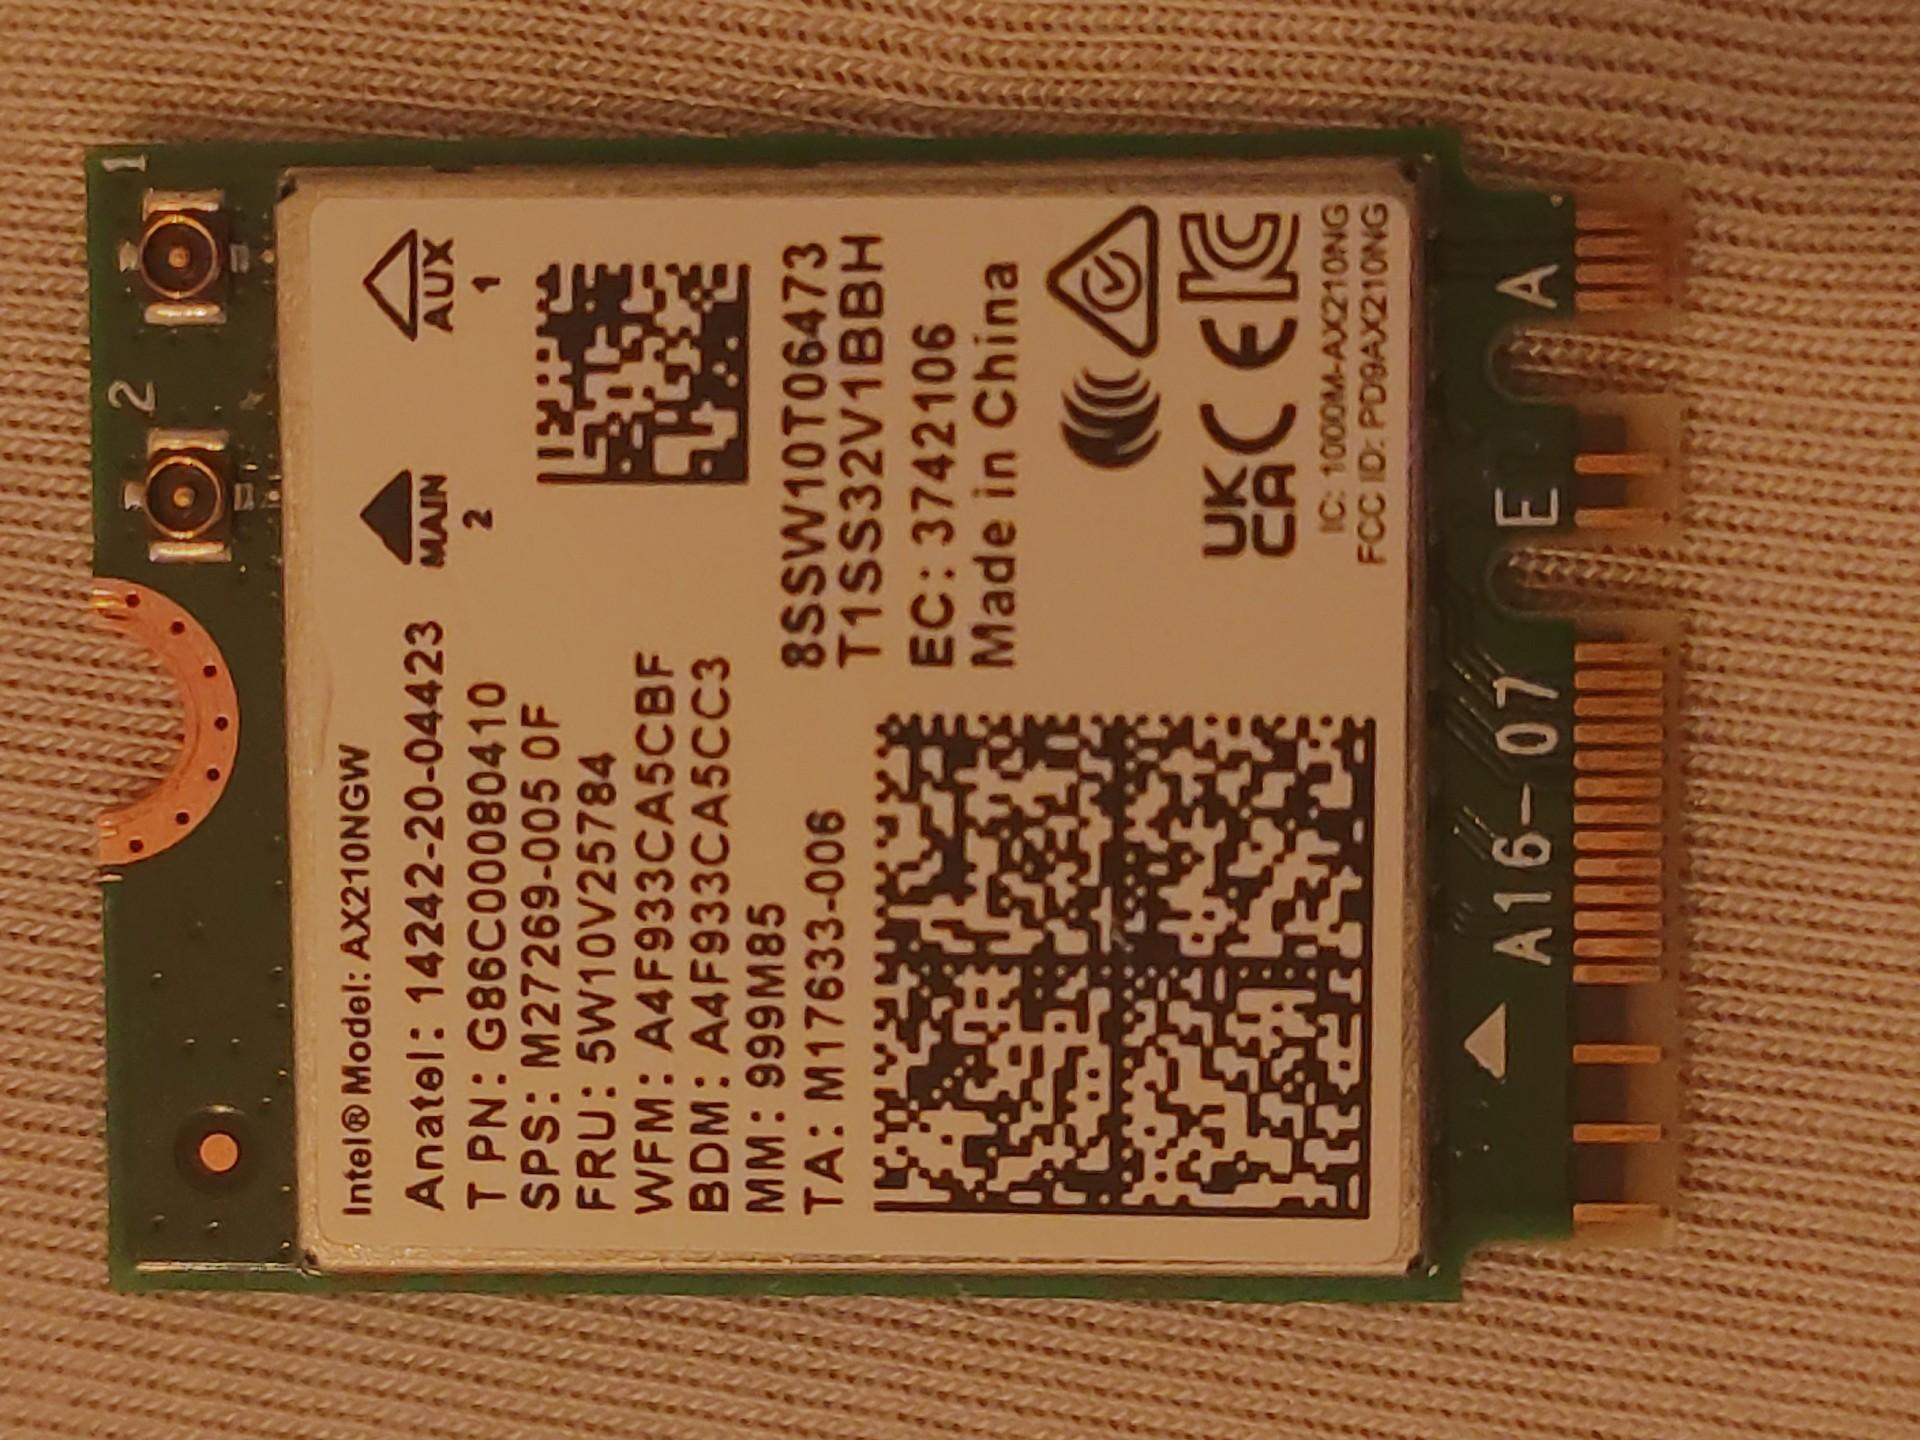 1
2
AUX
1
MAIN
2
Intel® Model: AX210NGW
Anatel: 14242-20-04423
T PN: G86C00080410
SPS: M27269-005 0F
FRU: 5W10V25784
WFM: A4F933CA5CBF
BDM: A4F933CA5CC3
MM: 999M85
TA: M17633-006
8SSW10T06473
T1SS32V1BBH
EC: 3742106
Made in China
UK
CA
CE
IC: 1000M-AX210NG
FCC ID: PD9AX210NG
A16-07 E A